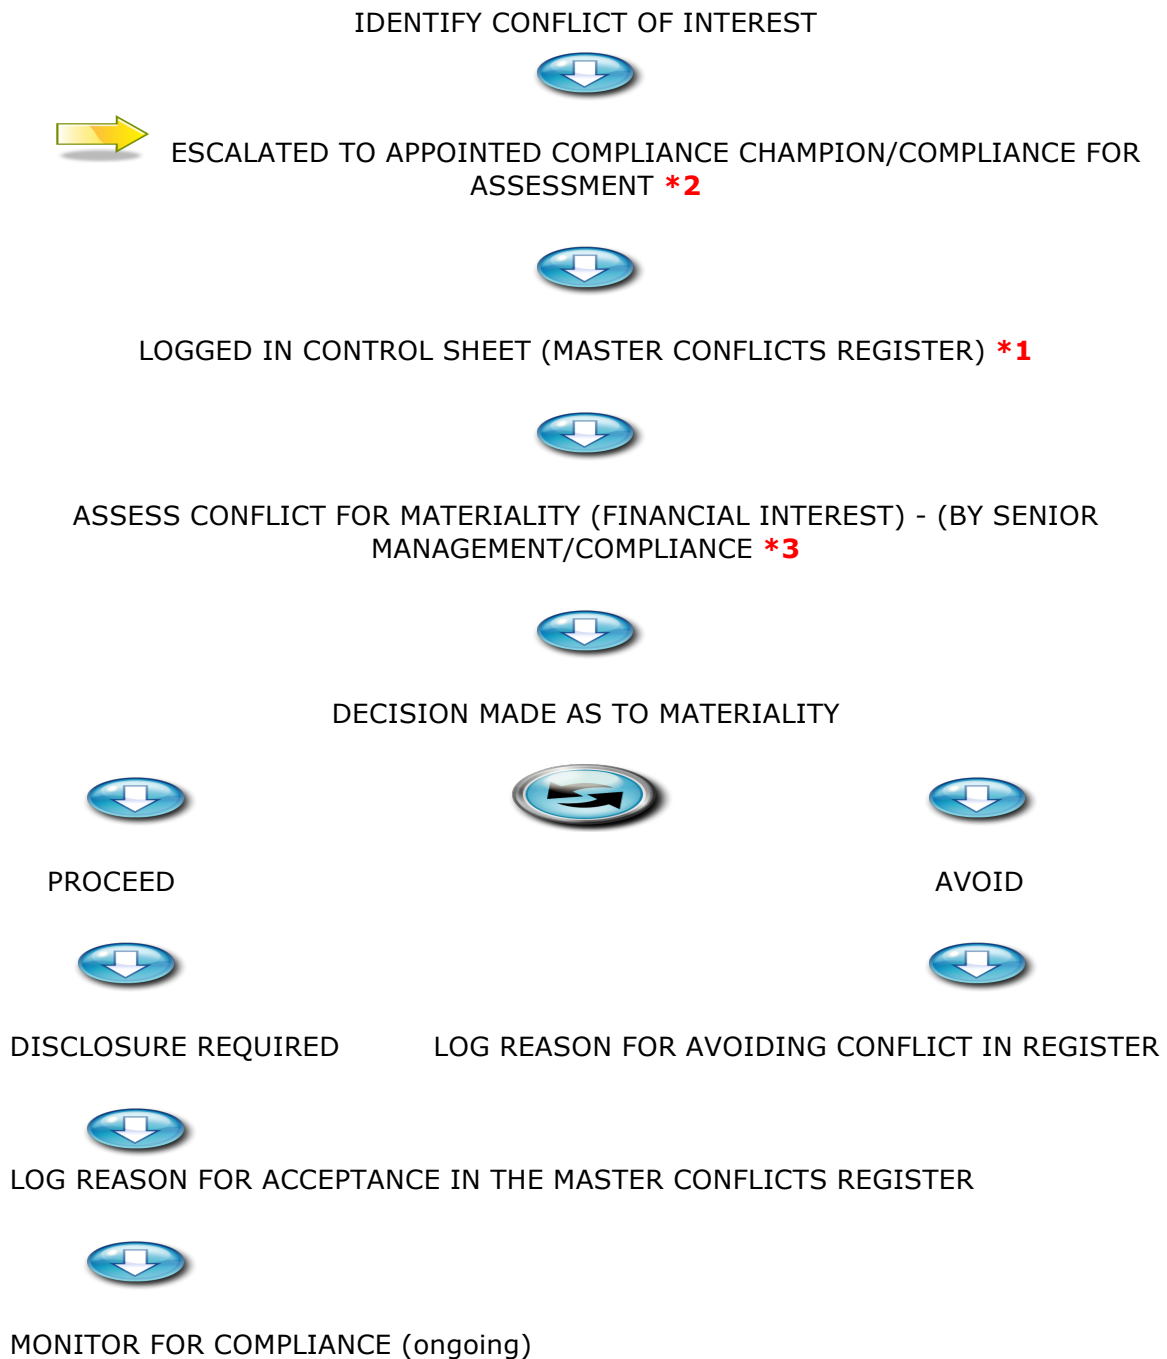 IDENTIFY CONFLICT OF INTEREST
ESCALATED TO APPOINTED COMPLIANCE CHAMPION/COMPLIANCE FOR
ASSESSMENT *2
LOGGED IN CONTROL SHEET (MASTER CONFLICTS REGISTER) *1
ASSESS CONFLICT FOR MATERIALITY (FINANCIAL INTEREST) - (BY SENIOR
MANAGEMENT/COMPLIANCE *3
DECISION MADE AS TO MATERIALITY
PROCEED
AVOID
DISCLOSURE REQUIRED
LOG REASON FOR AVOIDING CONFLICT IN REGISTER
LOG REASON FOR ACCEPTANCE IN THE MASTER CONFLICTS REGISTER
MONITOR FOR COMPLIANCE (ongoing)